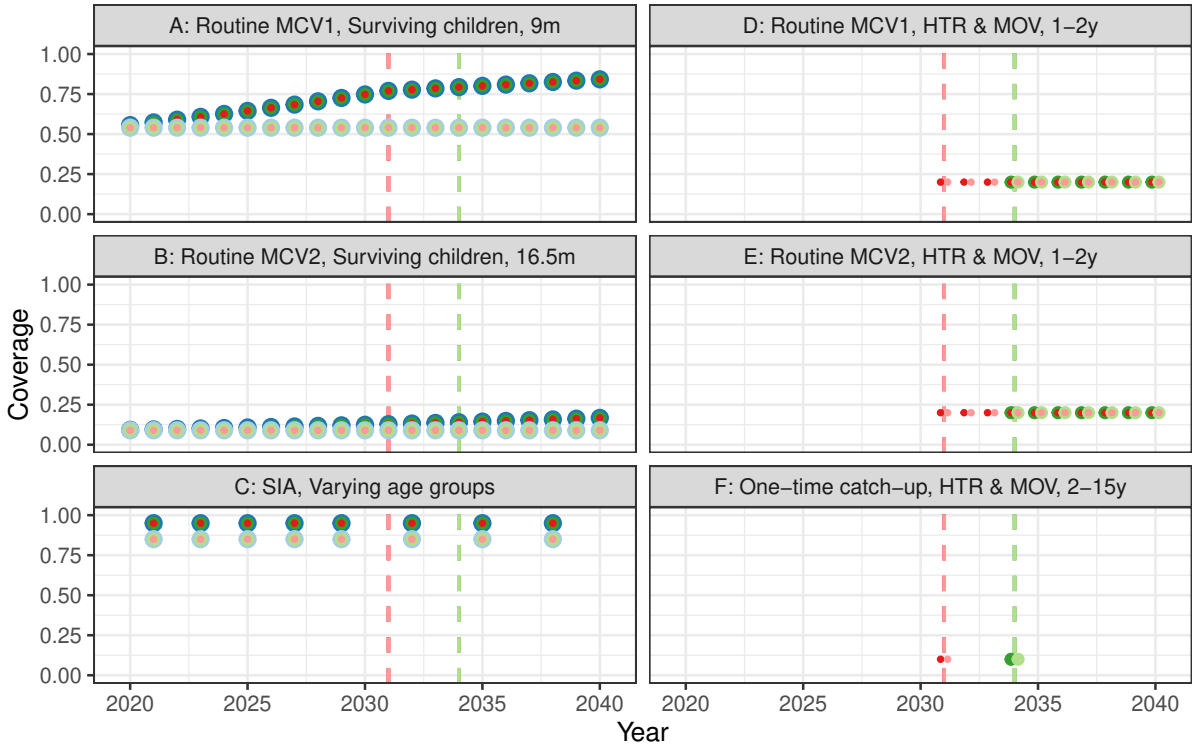 A: Routine MCV1, Surviving children, 9m
D: Routine MCV1, HTR & MOV, 1−2y
1.00
0.75
0.50
0.25
0.00
B: Routine MCV2, Surviving children, 16.5m
E: Routine MCV2, HTR & MOV, 1−2y
1.00
0.75
0.50
0.25
0.00
Coverage
C: SIA, Varying age groups
F: One−time catch−up, HTR & MOV, 2−15y
1.00
0.75
0.50
0.25
0.00
2020 2025 2030 2035 2040 2020 2025 2030 2035 2040
Year